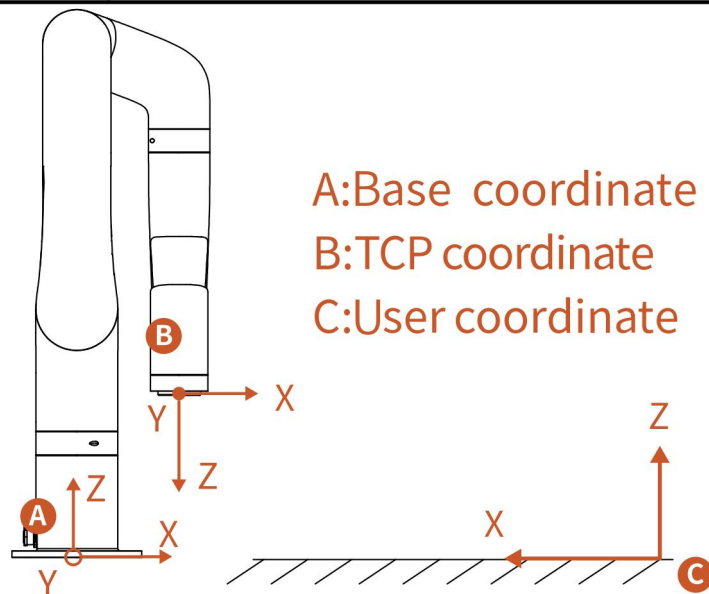 A:Base coordinate
B:TCP coordinate
C:User coordinate
B
X
Y
Z
Z
A
Z
X
X
Y
C